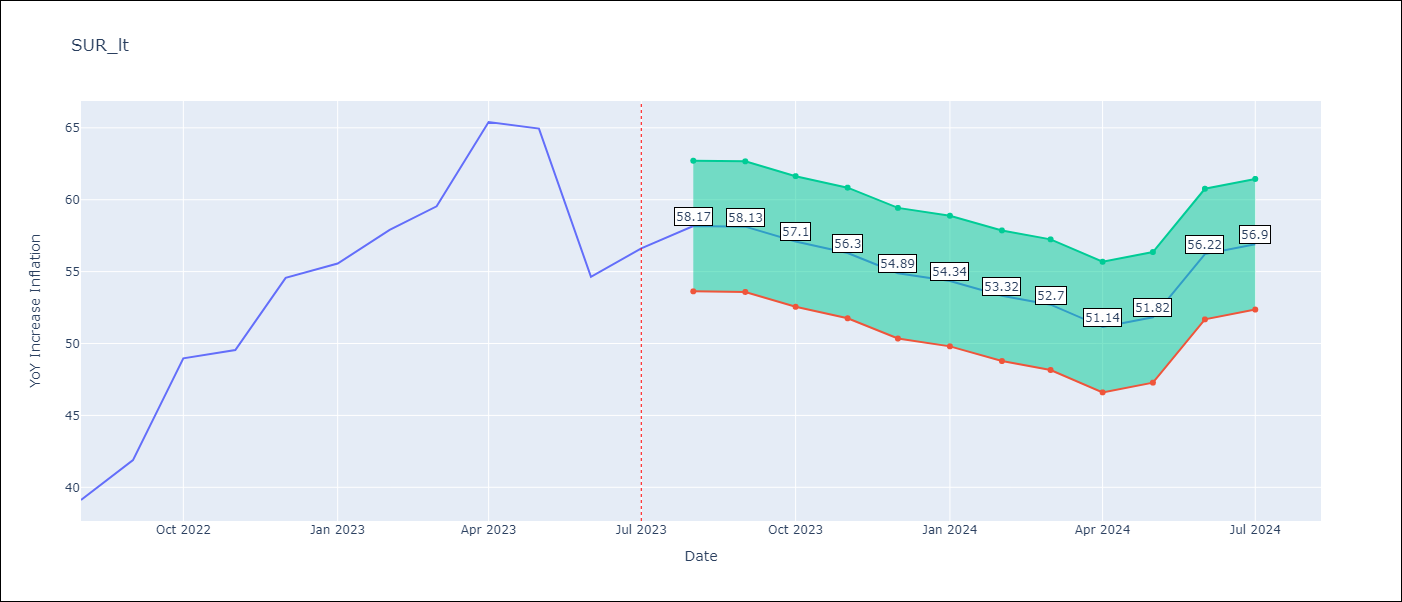 SUR_lt
YoY Increase Inflation
65
60
55
50
45
40
58.17
58.13
57.1
56.3
54.89
54.34
53.32
52.7
51.14
51.82
56.22
56.9
Oct 2022
Jan 2023
Apr 2023
Jul 2023
Oct 2023
Jan 2024
Apr 2024
Jul 2024
Date